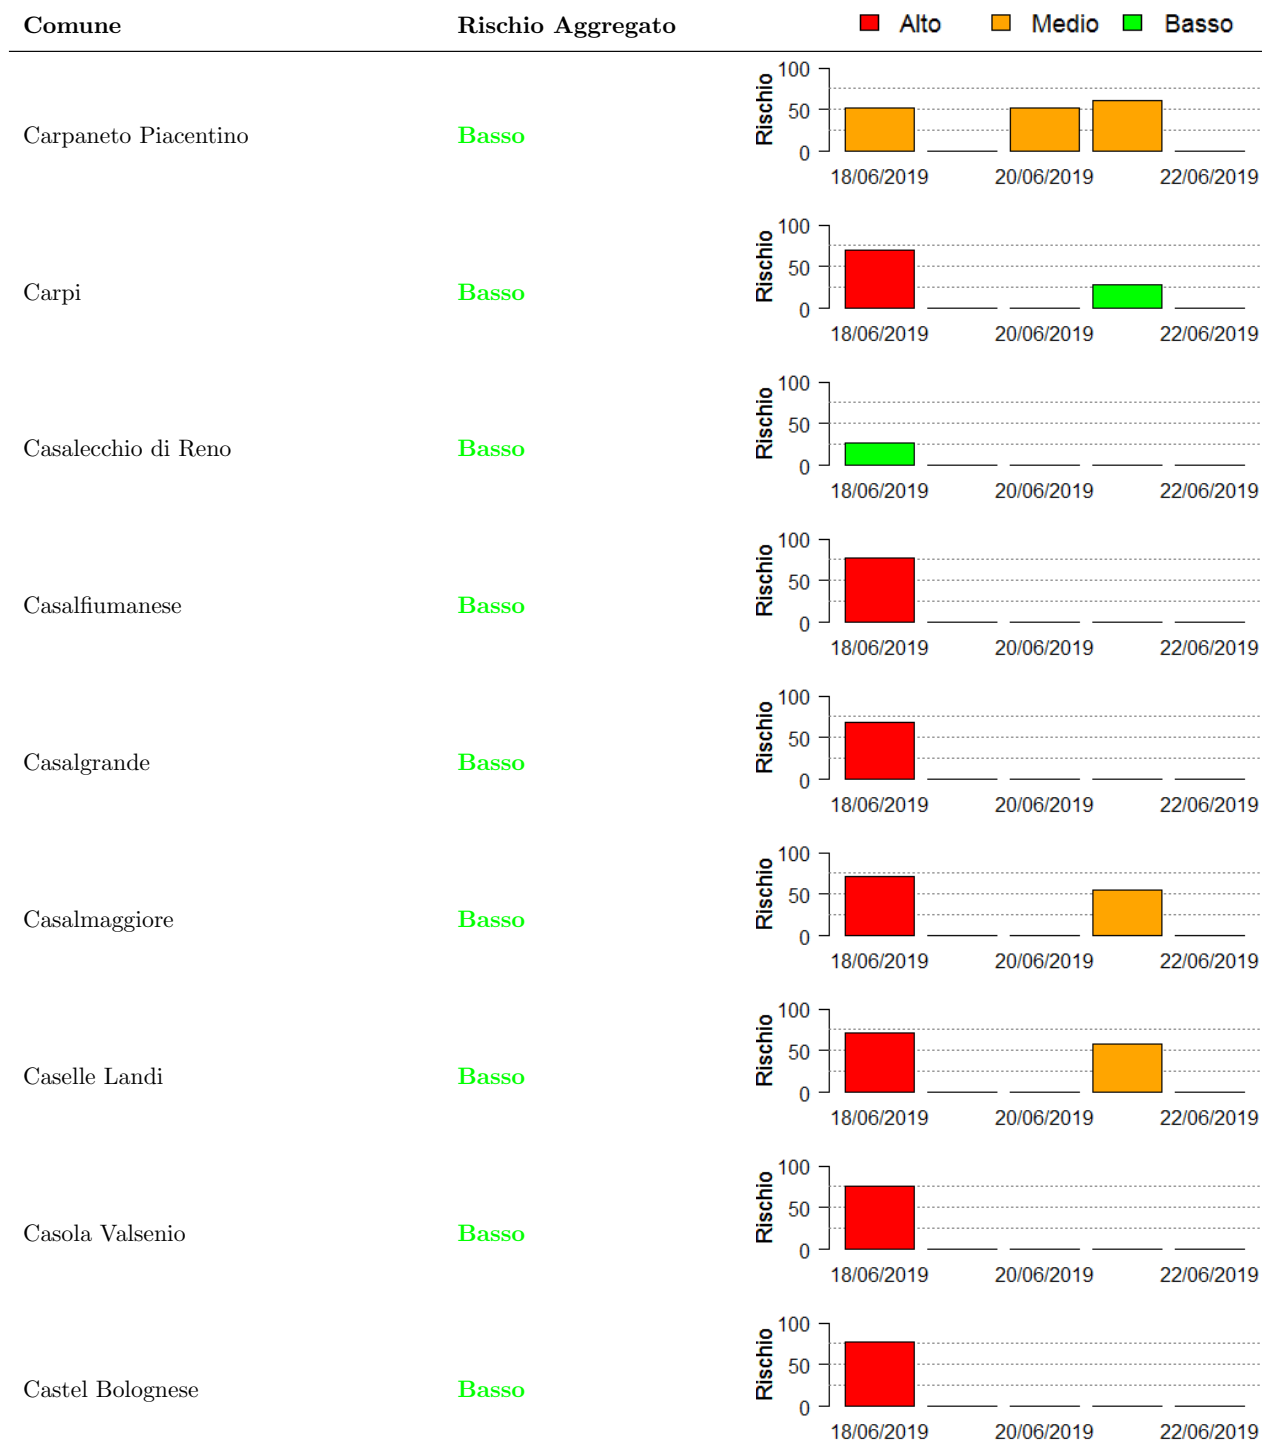 Comune Rischio Aggregato Alto Medio Basso
Carpaneto Piacentino Basso Rischio 100 50 0
18/06/2019 20/06/2019 22/06/2019
Carpi Basso Rischio 100 50 0
18/06/2019 20/06/2019 22/06/2019
Casalecchio di Reno Basso Rischio 100 50 0
18/06/2019 20/06/2019 22/06/2019
Casalfiumanese Basso Rischio 100 50 0
18/06/2019 20/06/2019 22/06/2019
Casalgrande Basso Rischio 100 50 0
18/06/2019 20/06/2019 22/06/2019
Casalmaggiore Basso Rischio 100 50 0
18/06/2019 20/06/2019 22/06/2019
Caselle Landi Basso Rischio 100 50 0
18/06/2019 20/06/2019 22/06/2019
Casola Valsenio Basso Rischio 100 50 0
18/06/2019 20/06/2019 22/06/2019
Castel Bolognese Basso Rischio 100 50 0
18/06/2019 20/06/2019 22/06/2019